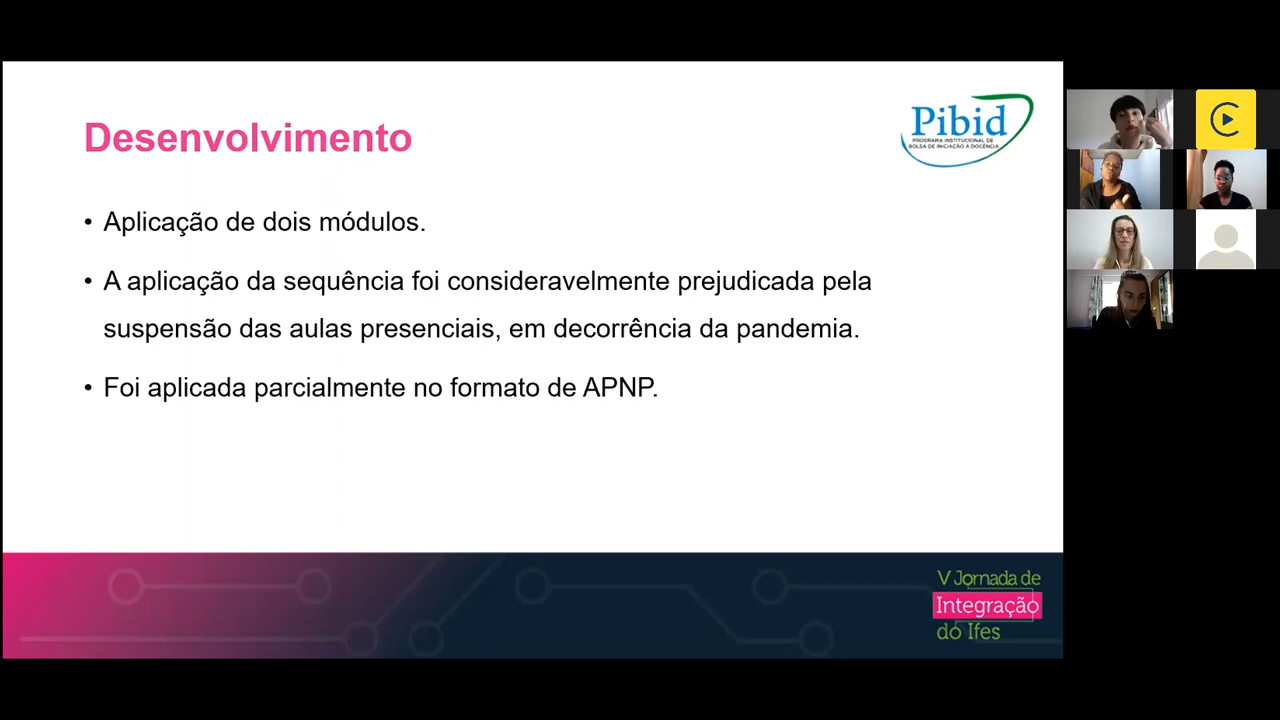 Desenvolvimento
Pibid
PROGRAMA INSTITUCIONAL DE
BOLSA DE INICIAÇÃO À DOCÊNCIA
• Aplicação de dois módulos.
• A aplicação da sequência foi consideravelmente prejudicada pela
suspensão das aulas presenciais, em decorrência da pandemia.
• Foi aplicada parcialmente no formato de APNP.
V Jornada de
Integração
do Ifes